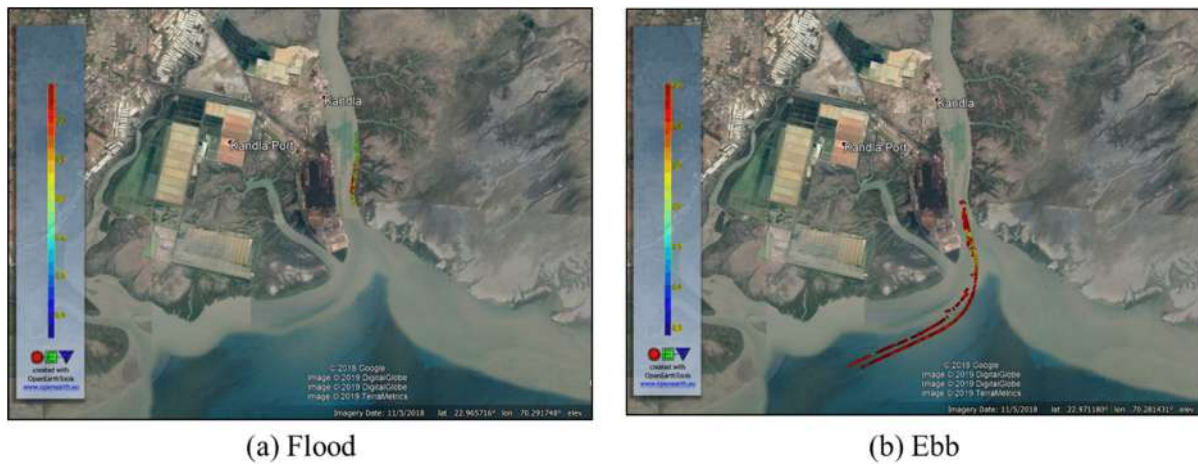 Kandla
Kandla Port
created with
OpenEarthTools
www.openearth.eu
© 2018 Google
Image © 2019 DigitalGlobe
Image © 2019 DigitalGlobe
Image © 2019 TerraMetrics
Imagery Date: 11/5/2018 lat 22.965716° lon -70.291748° elev
(a) Flood
Kandla
Kandla Port
created with
OpenEarthTools
www.openearth.eu
© 2018 Google
Image © 2019 DigitalGlobe
Image © 2019 DigitalGlobe
Image © 2019 TerraMetrics
Imagery Date: 11/5/2018 lat 22.971180° lon -70.281431° elev
(b) Ebb